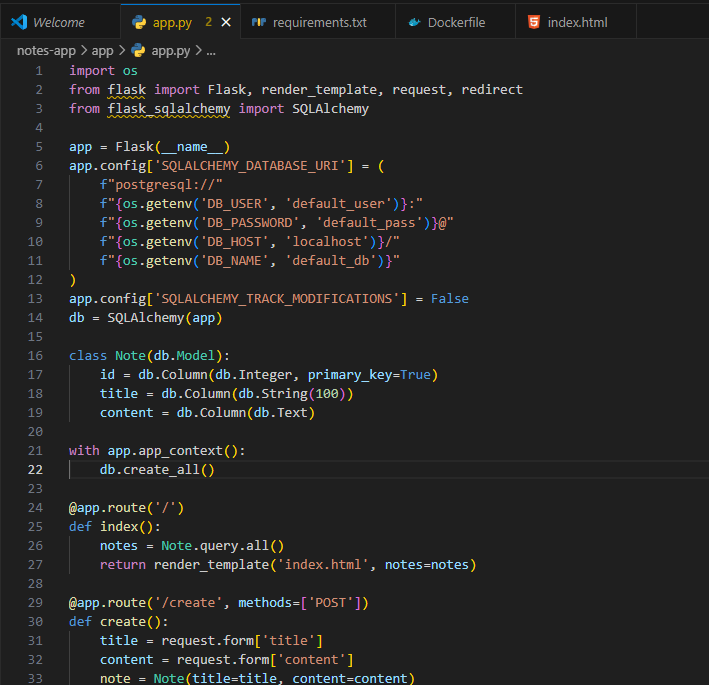 Welcome app.py 2 requirements.txt Dockerfile index.html
notes-app > app > app.py > ...
1 import os
2 from flask import Flask, render_template, request, redirect
3 from flask_sqlalchemy import SQLAlchemy
4
5 app = Flask(__name__)
6 app.config['SQLALCHEMY_DATABASE_URI'] = (
7     f"postgresql://"
8     f"{os.getenv('DB_USER', 'default_user')}:"
9     f"{os.getenv('DB_PASSWORD', 'default_pass')}@"
10     f"{os.getenv('DB_HOST', 'localhost')}/"
11     f"{os.getenv('DB_NAME', 'default_db')}"
12 )
13 app.config['SQLALCHEMY_TRACK_MODIFICATIONS'] = False
14 db = SQLAlchemy(app)
15
16 class Note(db.Model):
17     id = db.Column(db.Integer, primary_key=True)
18     title = db.Column(db.String(100))
19     content = db.Column(db.Text)
20
21 with app.app_context():
22     db.create_all()
23
24 @app.route('/')
25 def index():
26     notes = Note.query.all()
27     return render_template('index.html', notes=notes)
28
29 @app.route('/create', methods=['POST'])
30 def create():
31     title = request.form['title']
32     content = request.form['content']
33     note = Note(title=title, content=content)